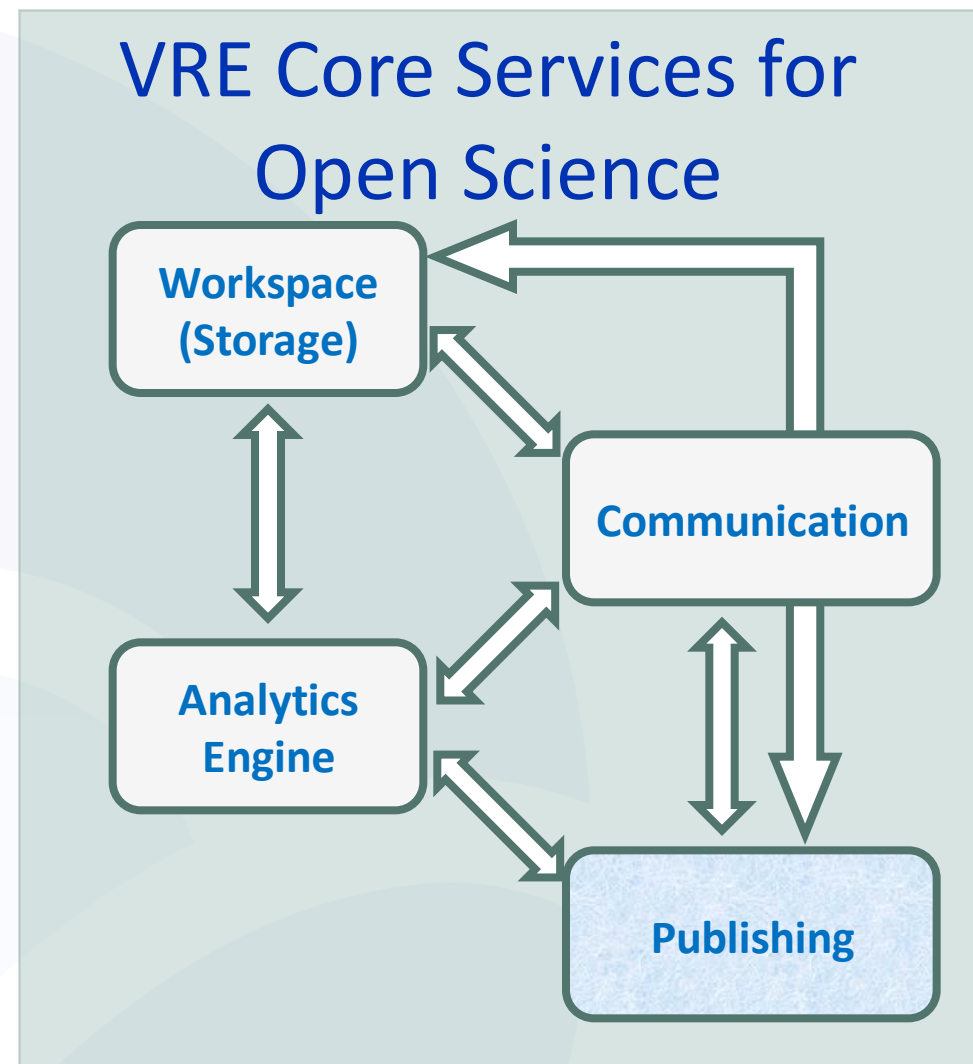 VRE Core Services for
Open Science
Workspace
(Storage)
Communication
Analytics
Engine
Publishing